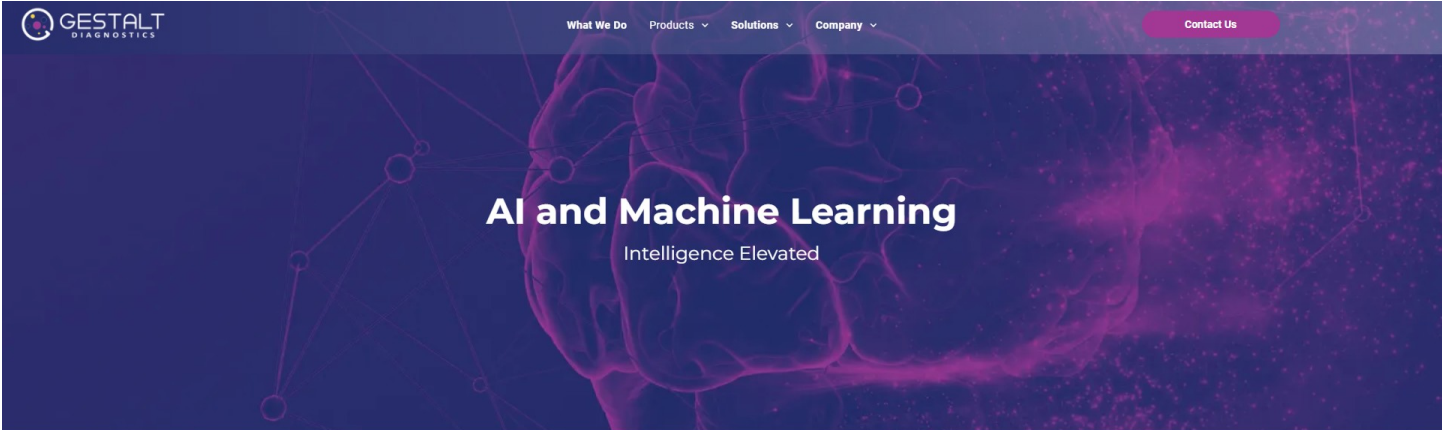 GESTALT
DIAGNOSTICS
What We Do Products Solutions Company Contact Us
AI and Machine Learning
Intelligence Elevated